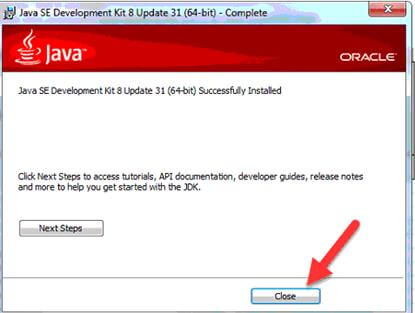 Java SE Development Kit 8 Update 31 (64-bit) - Complete
Java™
ORACLE
Java SE Development Kit 8 Update 31 (64-bit) Successfully Installed
Click Next Steps to access tutorials, API documentation, developer guides, release notes
and more to help you get started with the JDK.
Next Steps
Close